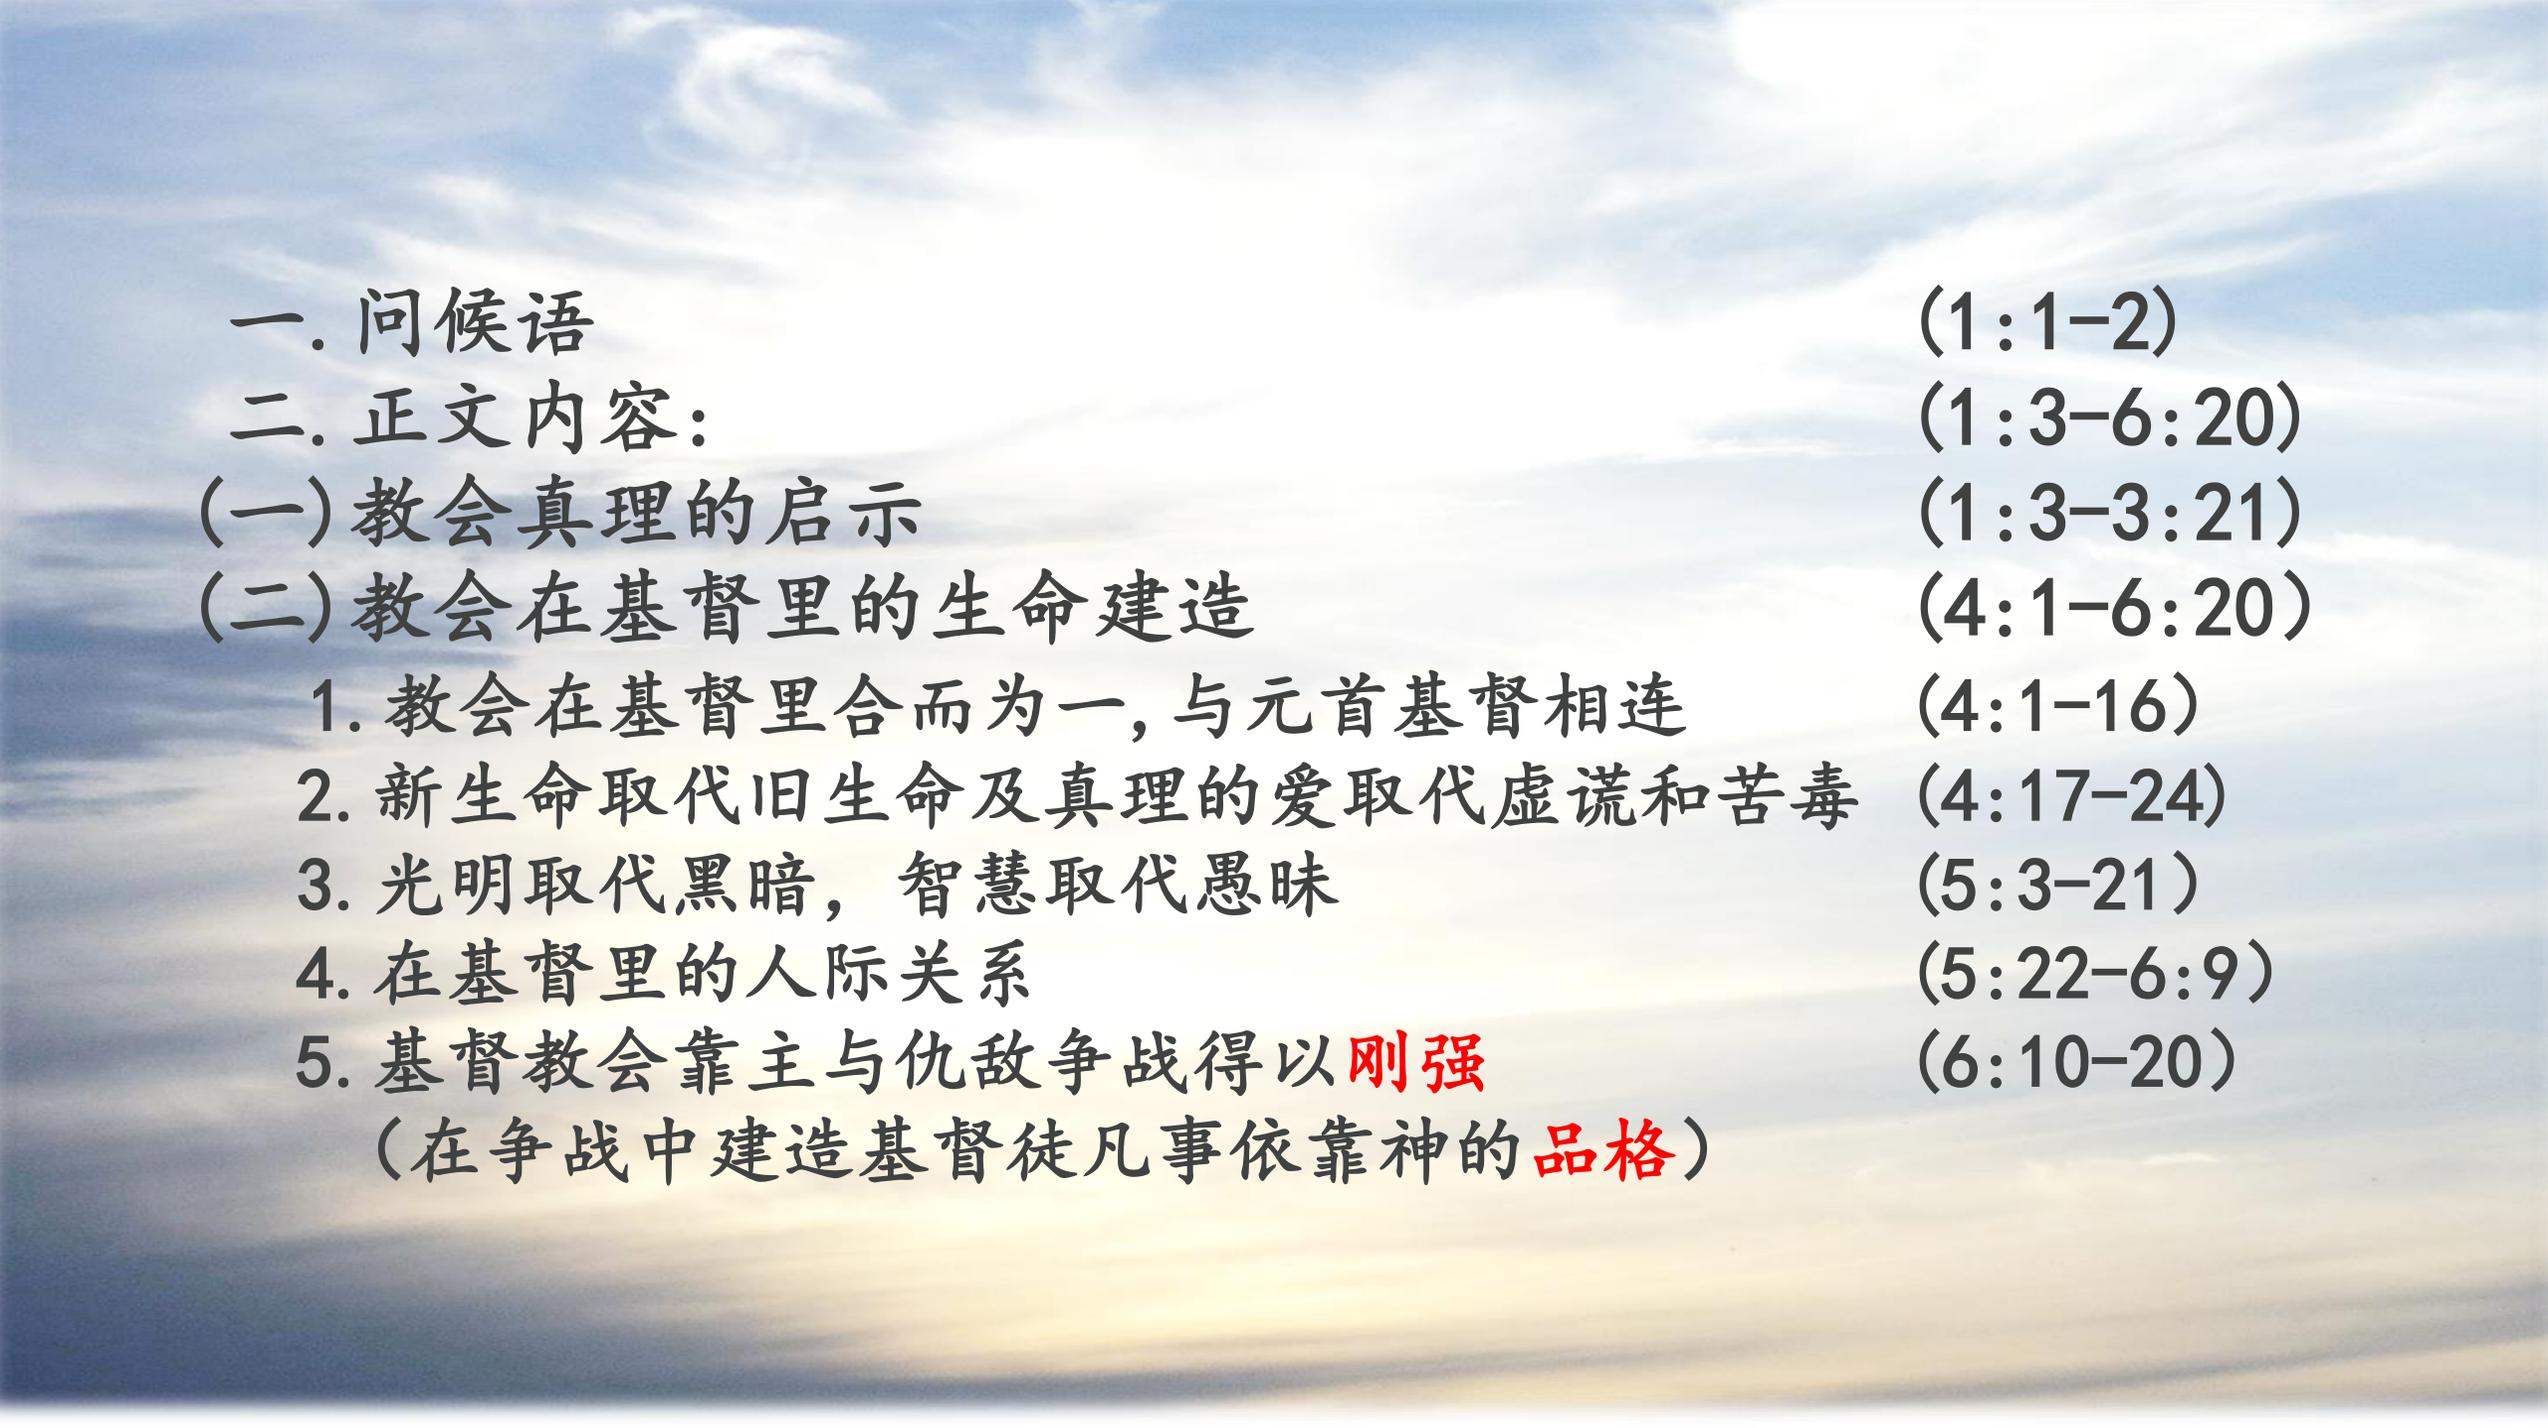 一.问候语 (1:1-2)
二.正文内容: (1:3-6:20)
(一)教会真理的启示 (1:3-3:21)
(二)教会在基督里的生命建造 (4:1-6:20)
1.教会在基督里合而为一,与元首基督相连 (4:1-16)
2.新生命取代旧生命及真理的爱取代虚谎和苦毒 (4:17-24)
3.光明取代黑暗，智慧取代愚昧 (5:3-21)
4.在基督里的人际关系 (5:22-6:9)
5.基督教会靠主与仇敌争战得以刚强 (6:10-20)
(在争战中建造基督徒凡事依靠神的品格)